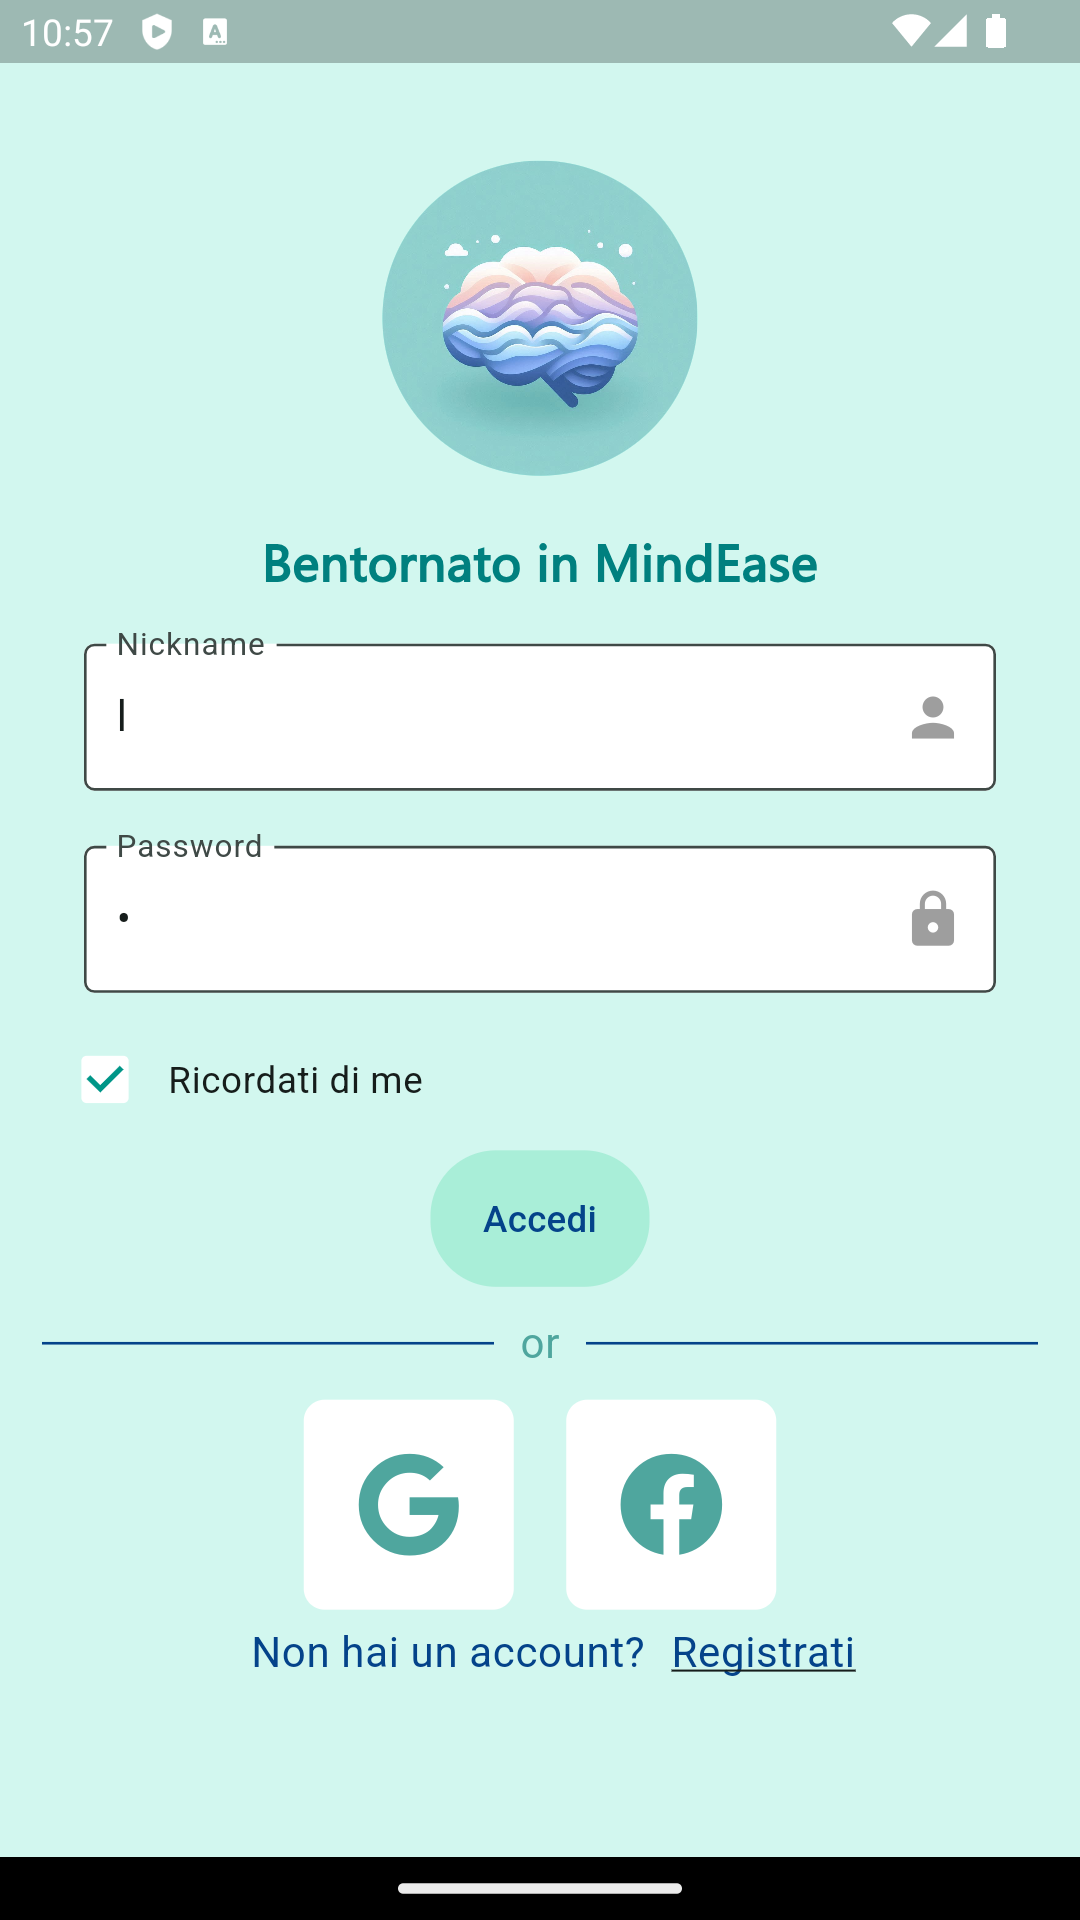 10:57
Bentornato in MindEase
Nickname
l
Password
•
Ricordati di me
Accedi
or
Non hai un account? Registrati